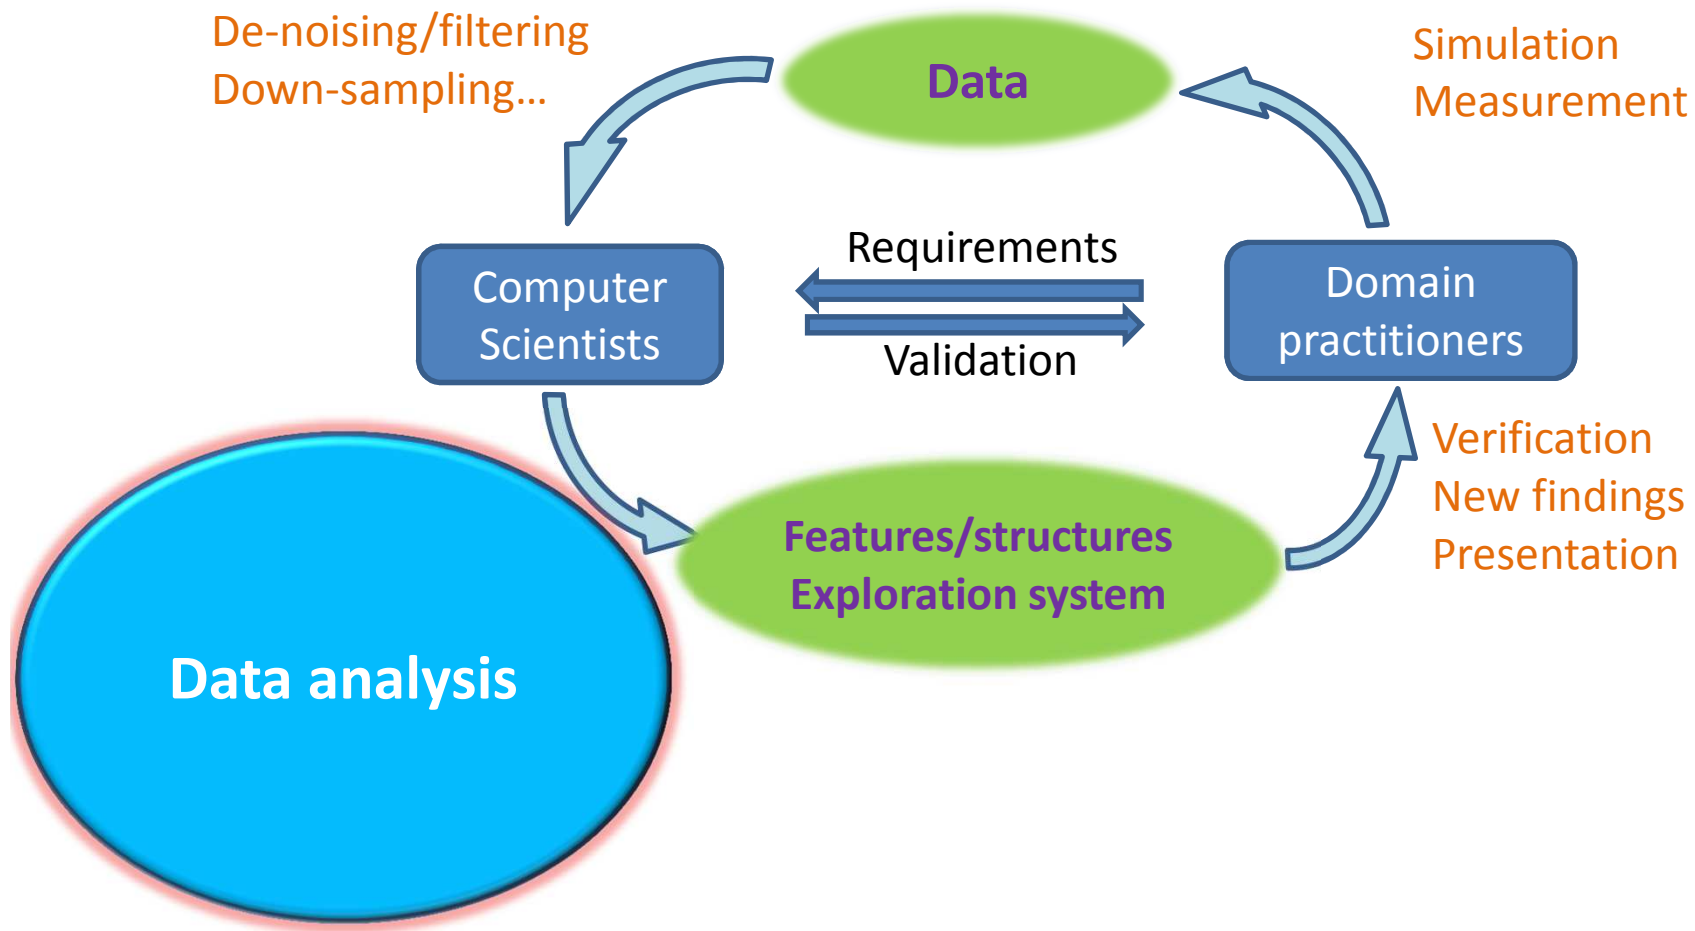 De-noising/filtering
Down-sampling...
Data
Simulation
Measurement
Computer
Scientists
Requirements
Validation
Domain
practitioners
Features/structures
Exploration system
Verification
New findings
Presentation
Data analysis